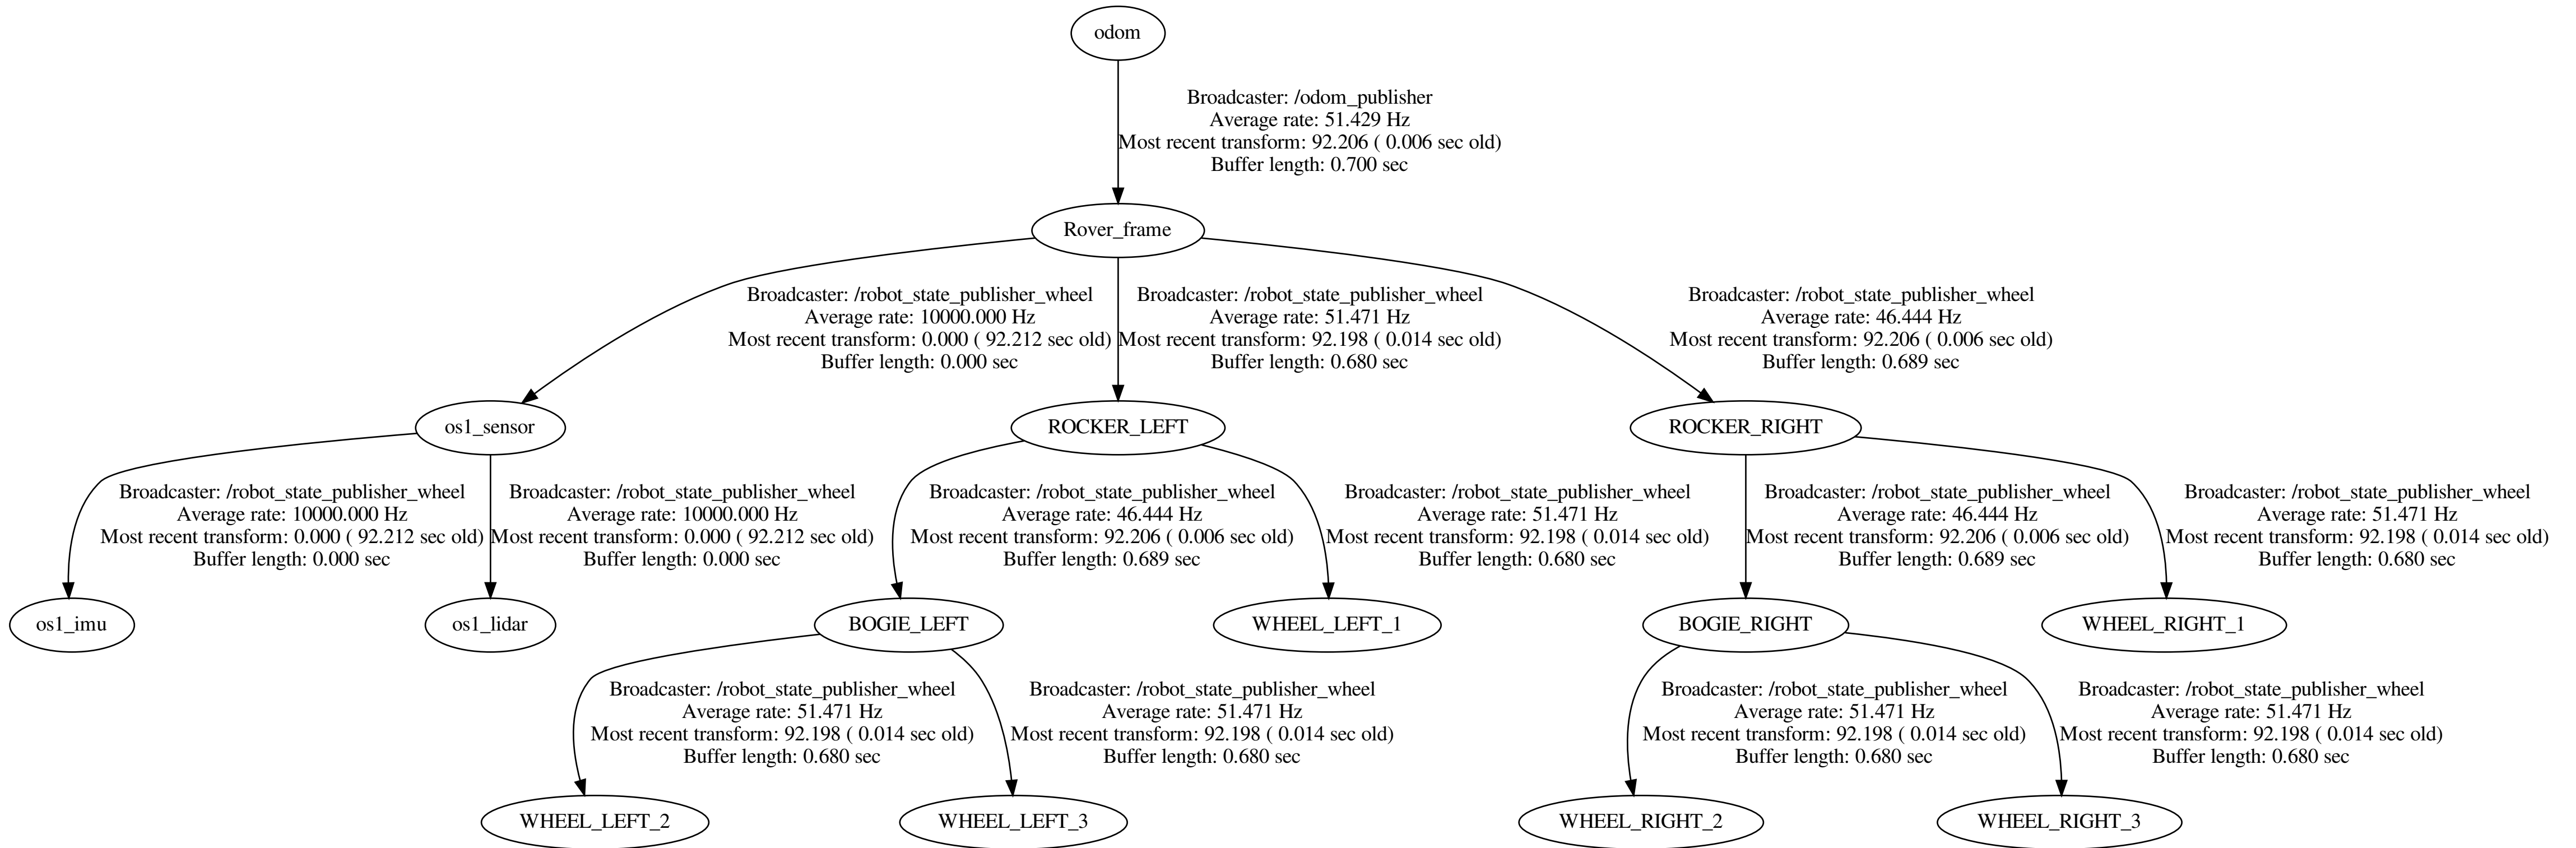 odom
Broadcaster: /odom_publisher
Average rate: 51.429 Hz
Most recent transform: 92.206 ( 0.006 sec old)
Buffer length: 0.700 sec
Rover_frame
Broadcaster: /robot_state_publisher_wheel
Average rate: 10000.000 Hz
Most recent transform: 0.000 ( 92.212 sec old)
Buffer length: 0.000 sec
Broadcaster: /robot_state_publisher_wheel
Average rate: 51.471 Hz
Most recent transform: 92.198 ( 0.014 sec old)
Buffer length: 0.680 sec
Broadcaster: /robot_state_publisher_wheel
Average rate: 46.444 Hz
Most recent transform: 92.206 ( 0.006 sec old)
Buffer length: 0.689 sec
os1_sensor
ROCKER_LEFT
ROCKER_RIGHT
Broadcaster: /robot_state_publisher_wheel
Average rate: 10000.000 Hz
Most recent transform: 0.000 ( 92.212 sec old)
Buffer length: 0.000 sec
Broadcaster: /robot_state_publisher_wheel
Average rate: 10000.000 Hz
Most recent transform: 0.000 ( 92.212 sec old)
Buffer length: 0.000 sec
Broadcaster: /robot_state_publisher_wheel
Average rate: 46.444 Hz
Most recent transform: 92.206 ( 0.006 sec old)
Buffer length: 0.689 sec
Broadcaster: /robot_state_publisher_wheel
Average rate: 51.471 Hz
Most recent transform: 92.198 ( 0.014 sec old)
Buffer length: 0.680 sec
Broadcaster: /robot_state_publisher_wheel
Average rate: 46.444 Hz
Most recent transform: 92.206 ( 0.006 sec old)
Buffer length: 0.689 sec
Broadcaster: /robot_state_publisher_wheel
Average rate: 51.471 Hz
Most recent transform: 92.198 ( 0.014 sec old)
Buffer length: 0.680 sec
os1_imu
os1_lidar
BOGIE_LEFT
WHEEL_LEFT_1
BOGIE_RIGHT
WHEEL_RIGHT_1
Broadcaster: /robot_state_publisher_wheel
Average rate: 51.471 Hz
Most recent transform: 92.198 ( 0.014 sec old)
Buffer length: 0.680 sec
Broadcaster: /robot_state_publisher_wheel
Average rate: 51.471 Hz
Most recent transform: 92.198 ( 0.014 sec old)
Buffer length: 0.680 sec
Broadcaster: /robot_state_publisher_wheel
Average rate: 51.471 Hz
Most recent transform: 92.198 ( 0.014 sec old)
Buffer length: 0.680 sec
Broadcaster: /robot_state_publisher_wheel
Average rate: 51.471 Hz
Most recent transform: 92.198 ( 0.014 sec old)
Buffer length: 0.680 sec
WHEEL_LEFT_2
WHEEL_LEFT_3
WHEEL_RIGHT_2
WHEEL_RIGHT_3